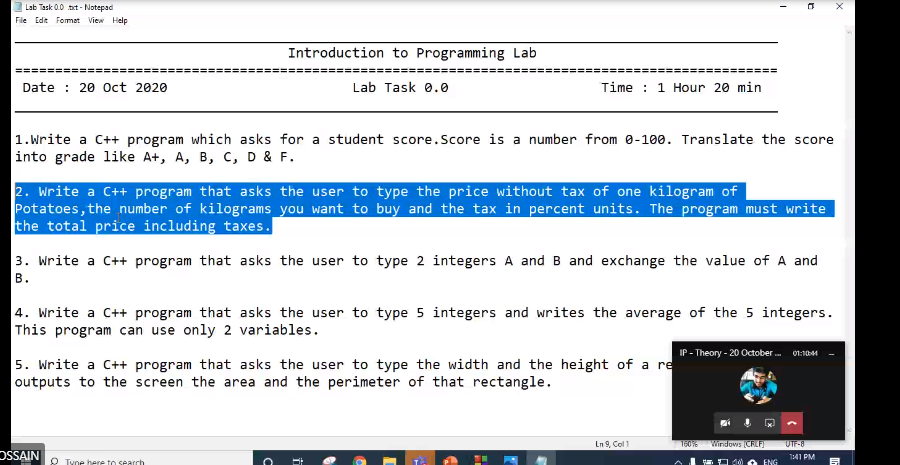 Lab Task 0.0 .txt - Notepad
File Edit Format View Help
Introduction to Programming Lab
Date : 20 Oct 2020 Lab Task 0.0 Time : 1 Hour 20 min
1.Write a C++ program which asks for a student score.Score is a number from 0-100. Translate the score
into grade like A+, A, B, C, D & F.
2. Write a C++ program that asks the user to type the price without tax of one kilogram of
Potatoes,the number of kilograms you want to buy and the tax in percent units. The program must write
the total price including taxes.
3. Write a C++ program that asks the user to type 2 integers A and B and exchange the value of A and
B.
4. Write a C++ program that asks the user to type 5 integers and writes the average of the 5 integers.
This program can use only 2 variables.
5. Write a C++ program that asks the user to type the width and the height of a re
outputs to the screen the area and the perimeter of that rectangle.
IP - Theory - 20 October ... 01:10:44
Ln 9, Col 1 160% Windows (CRLF) UTF-8
OSSAIN
Type here to search
ENG
1:41 PM